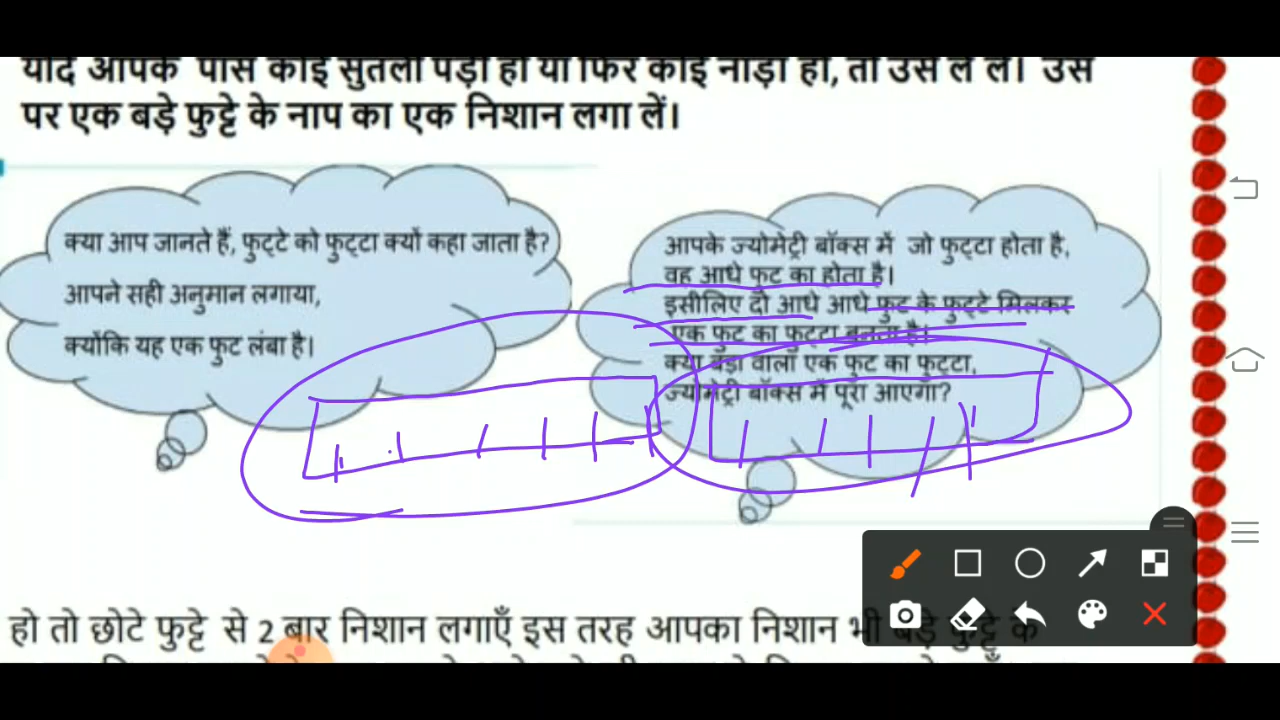 यदि आपके पास कोई सुतली पड़ी हो या फिर कोई नाड़ा हो, तो उसे ले लें। उस
पर एक बड़े फुट्टे के नाप का एक निशान लगा लें।
क्या आप जानते हैं, फुट्टे को फुट्टा क्यों कहा जाता है?
आपने सही अनुमान लगाया,
क्योंकि यह एक फुट लंबा है।
आपके ज्योमेट्री बॉक्स में जो फुट्टा होता है,
वह आधे फुट का होता है।
इसीलिए दो आधे आधे फुट के फुट्टे मिलकर
एक फुट का फुट्टा बनता है।
क्या बड़ा वाला एक फुट का फुट्टा,
ज्योमेट्री बॉक्स में पूरा आएगा?
हो तो छोटे फुट्टे से 2 बार निशान लगाएँ इस तरह आपका निशान भी बड़े फुट्टे के